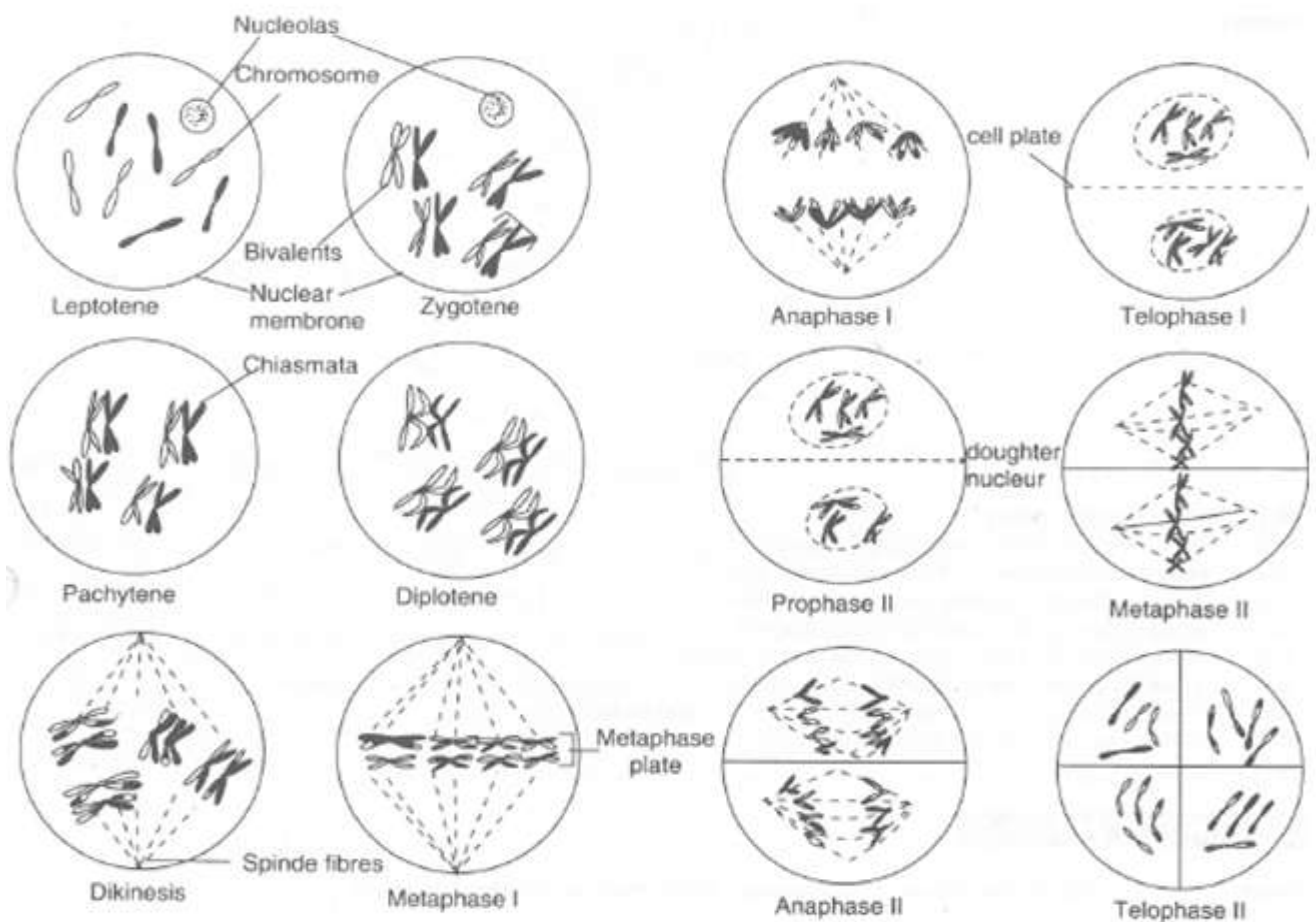 Nucleolas
Chromosome
Bivalents
Nuclear
membrone
Leptotene
Zygotene
cell plate
Anaphase I
Telophase I
Chiasmata
Pachytene
Diplotene
doughter
nucleur
Prophase II
Metaphase II
Metaphase
plate
Spinde fibres
Dikinesis
Metaphase I
Anaphase II
Telophase II